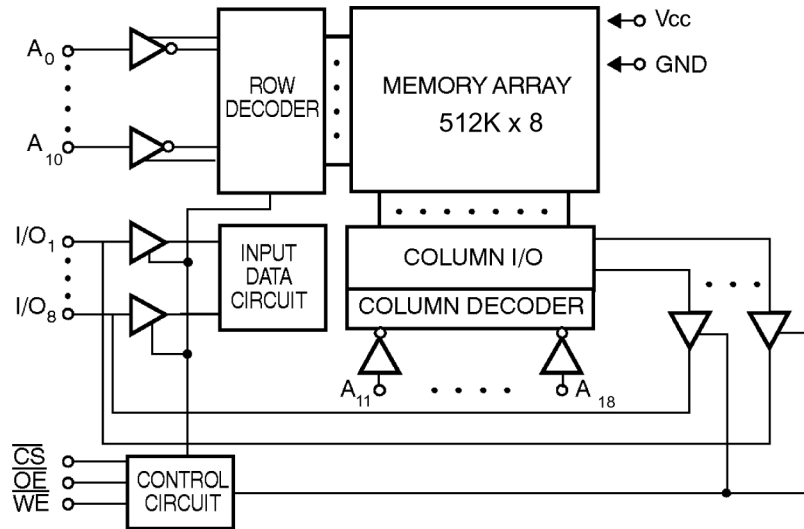 A0
A10
ROW
DECODER
MEMORY ARRAY
512K x 8
Vcc
GND
I/O1
I/O8
INPUT
DATA
CIRCUIT
COLUMN I/O
COLUMN DECODER
A11
A18
CS
OE
WE
CONTROL
CIRCUIT